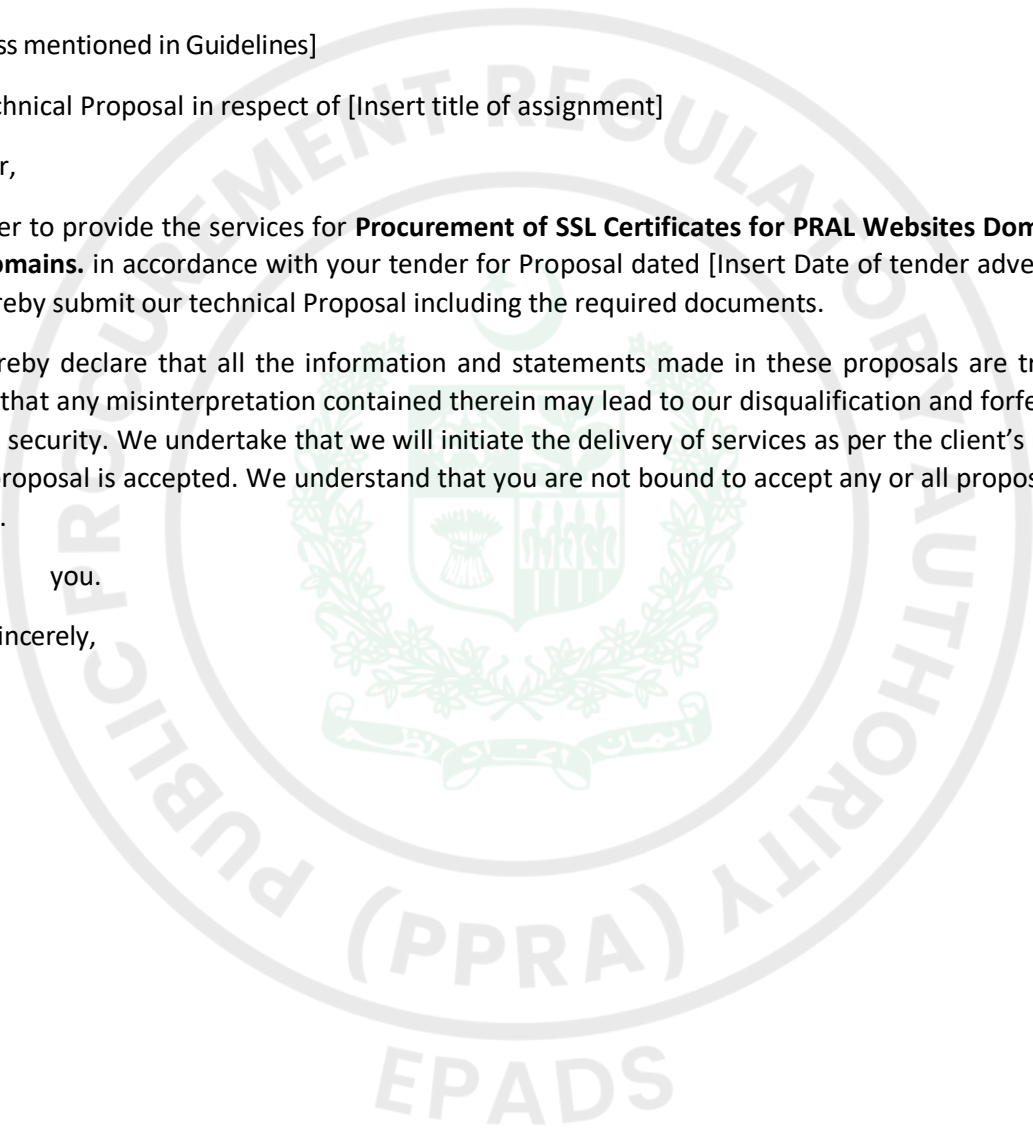 ss mentioned in Guidelines]
chnical Proposal in respect of [Insert title of assignment]
r,
er to provide the services for Procurement of SSL Certificates for PRAL Websites Dom
omains. in accordance with your tender for Proposal dated [Insert Date of tender adve
reby submit our technical Proposal including the required documents.
reby declare that all the information and statements made in these proposals are tr
that any misinterpretation contained therein may lead to our disqualification and forfe
security. We undertake that we will initiate the delivery of services as per the client’s
proposal is accepted. We understand that you are not bound to accept any or all propos
.
you.
incerely,
PUBLIC PROCUREMENT REGULATORY AUTHORITY
(PPRA)
EPADS